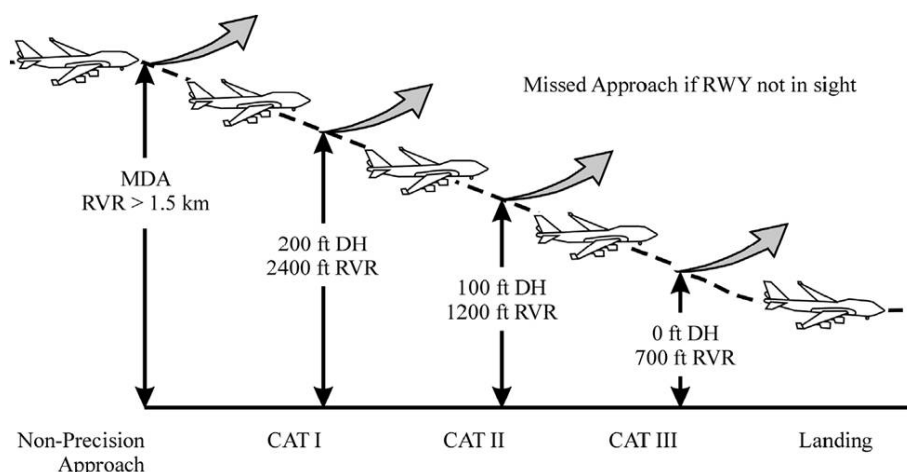 Missed Approach if RWY not in sight
MDA
RVR > 1.5 km
200 ft DH
2400 ft RVR
100 ft DH
1200 ft RVR
0 ft DH
700 ft RVR
Non-Precision
Approach
CAT I
CAT II
CAT III
Landing